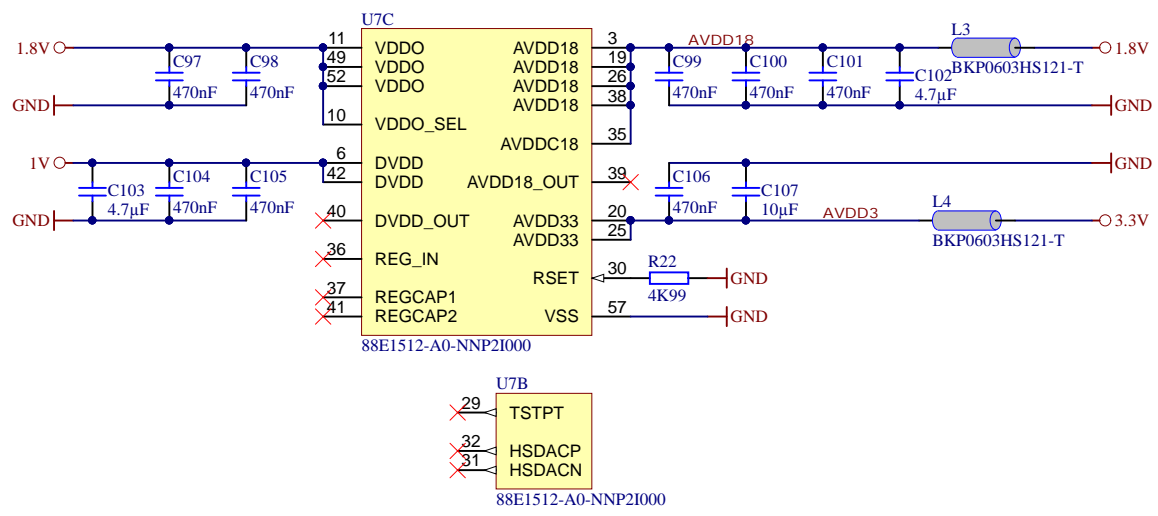 U7C
1.8V
11
VDDO
AVDD18
3
AVDD18
L3
1.8V
49
VDDO
AVDD18
19
C97
C98
C99
C100
C101
C102
BKP0603HS121-T
52
VDDO
AVDD18
26
470nF
470nF
470nF
470nF
470nF
4.7µF
AVDD18
38
GND
GND
10
VDDO_SEL
AVDDC18
35
1V
6
DVDD
GND
42
DVDD
AVDD18_OUT
39
C103
C104
C105
C106
C107
4.7µF
470nF
470nF
470nF
10µF
GND
40
DVDD_OUT
AVDD33
20
AVDD3
L4
3.3V
AVDD33
25
BKP0603HS121-T
36
REG_IN
RSET
30
R22
GND
4K99
37
REGCAP1
41
REGCAP2
VSS
57
GND
88E1512-A0-NNP2I000
U7B
29
TSTPT
32
HSDACP
31
HSDACN
88E1512-A0-NNP2I000